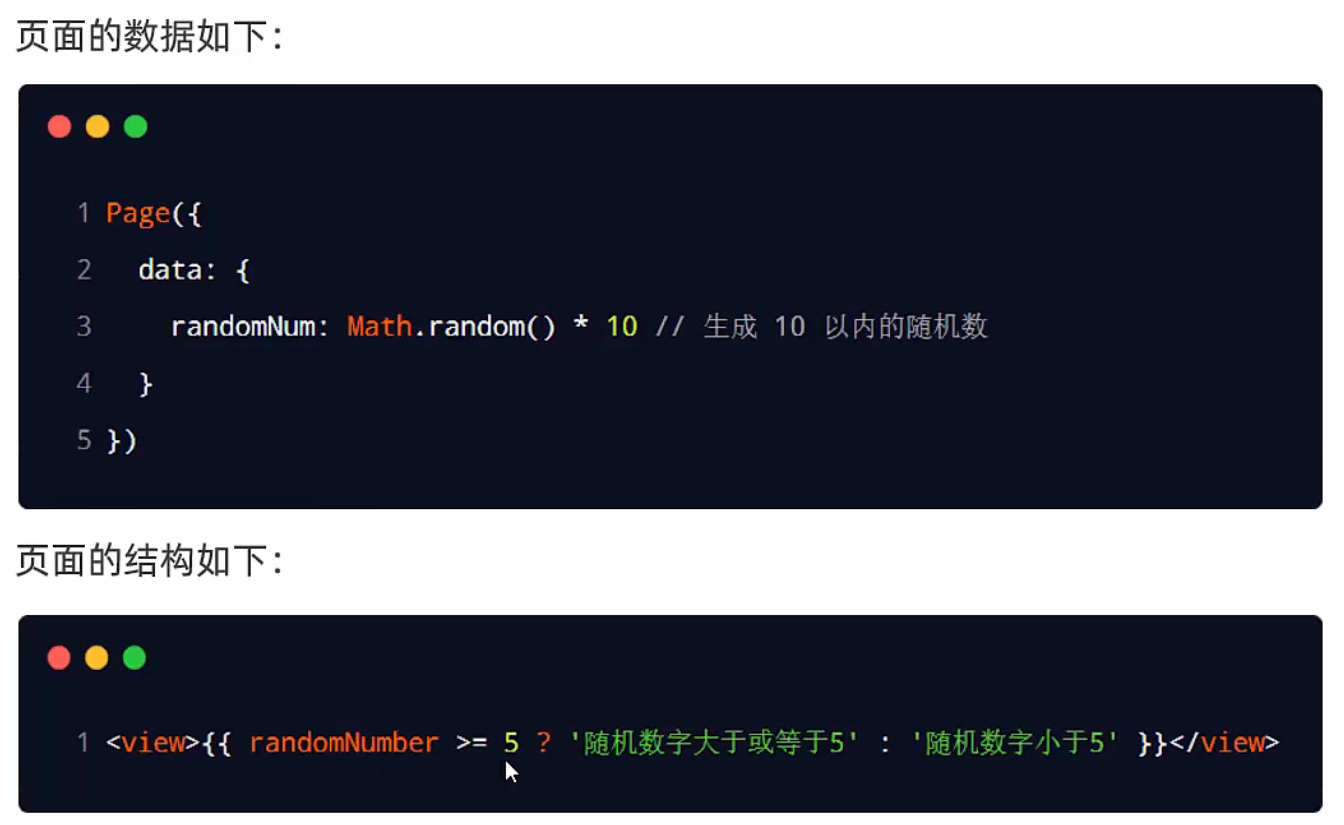 页面的数据如下：
1 Page({
2 data: {
3 randomNum: Math.random() * 10 // 生成 10 以内的随机数
4 }
5 })
页面的结构如下：
1 <view>{{ randomNumber >= 5 ? '随机数字大于或等于5' : '随机数字小于5' }}</view>